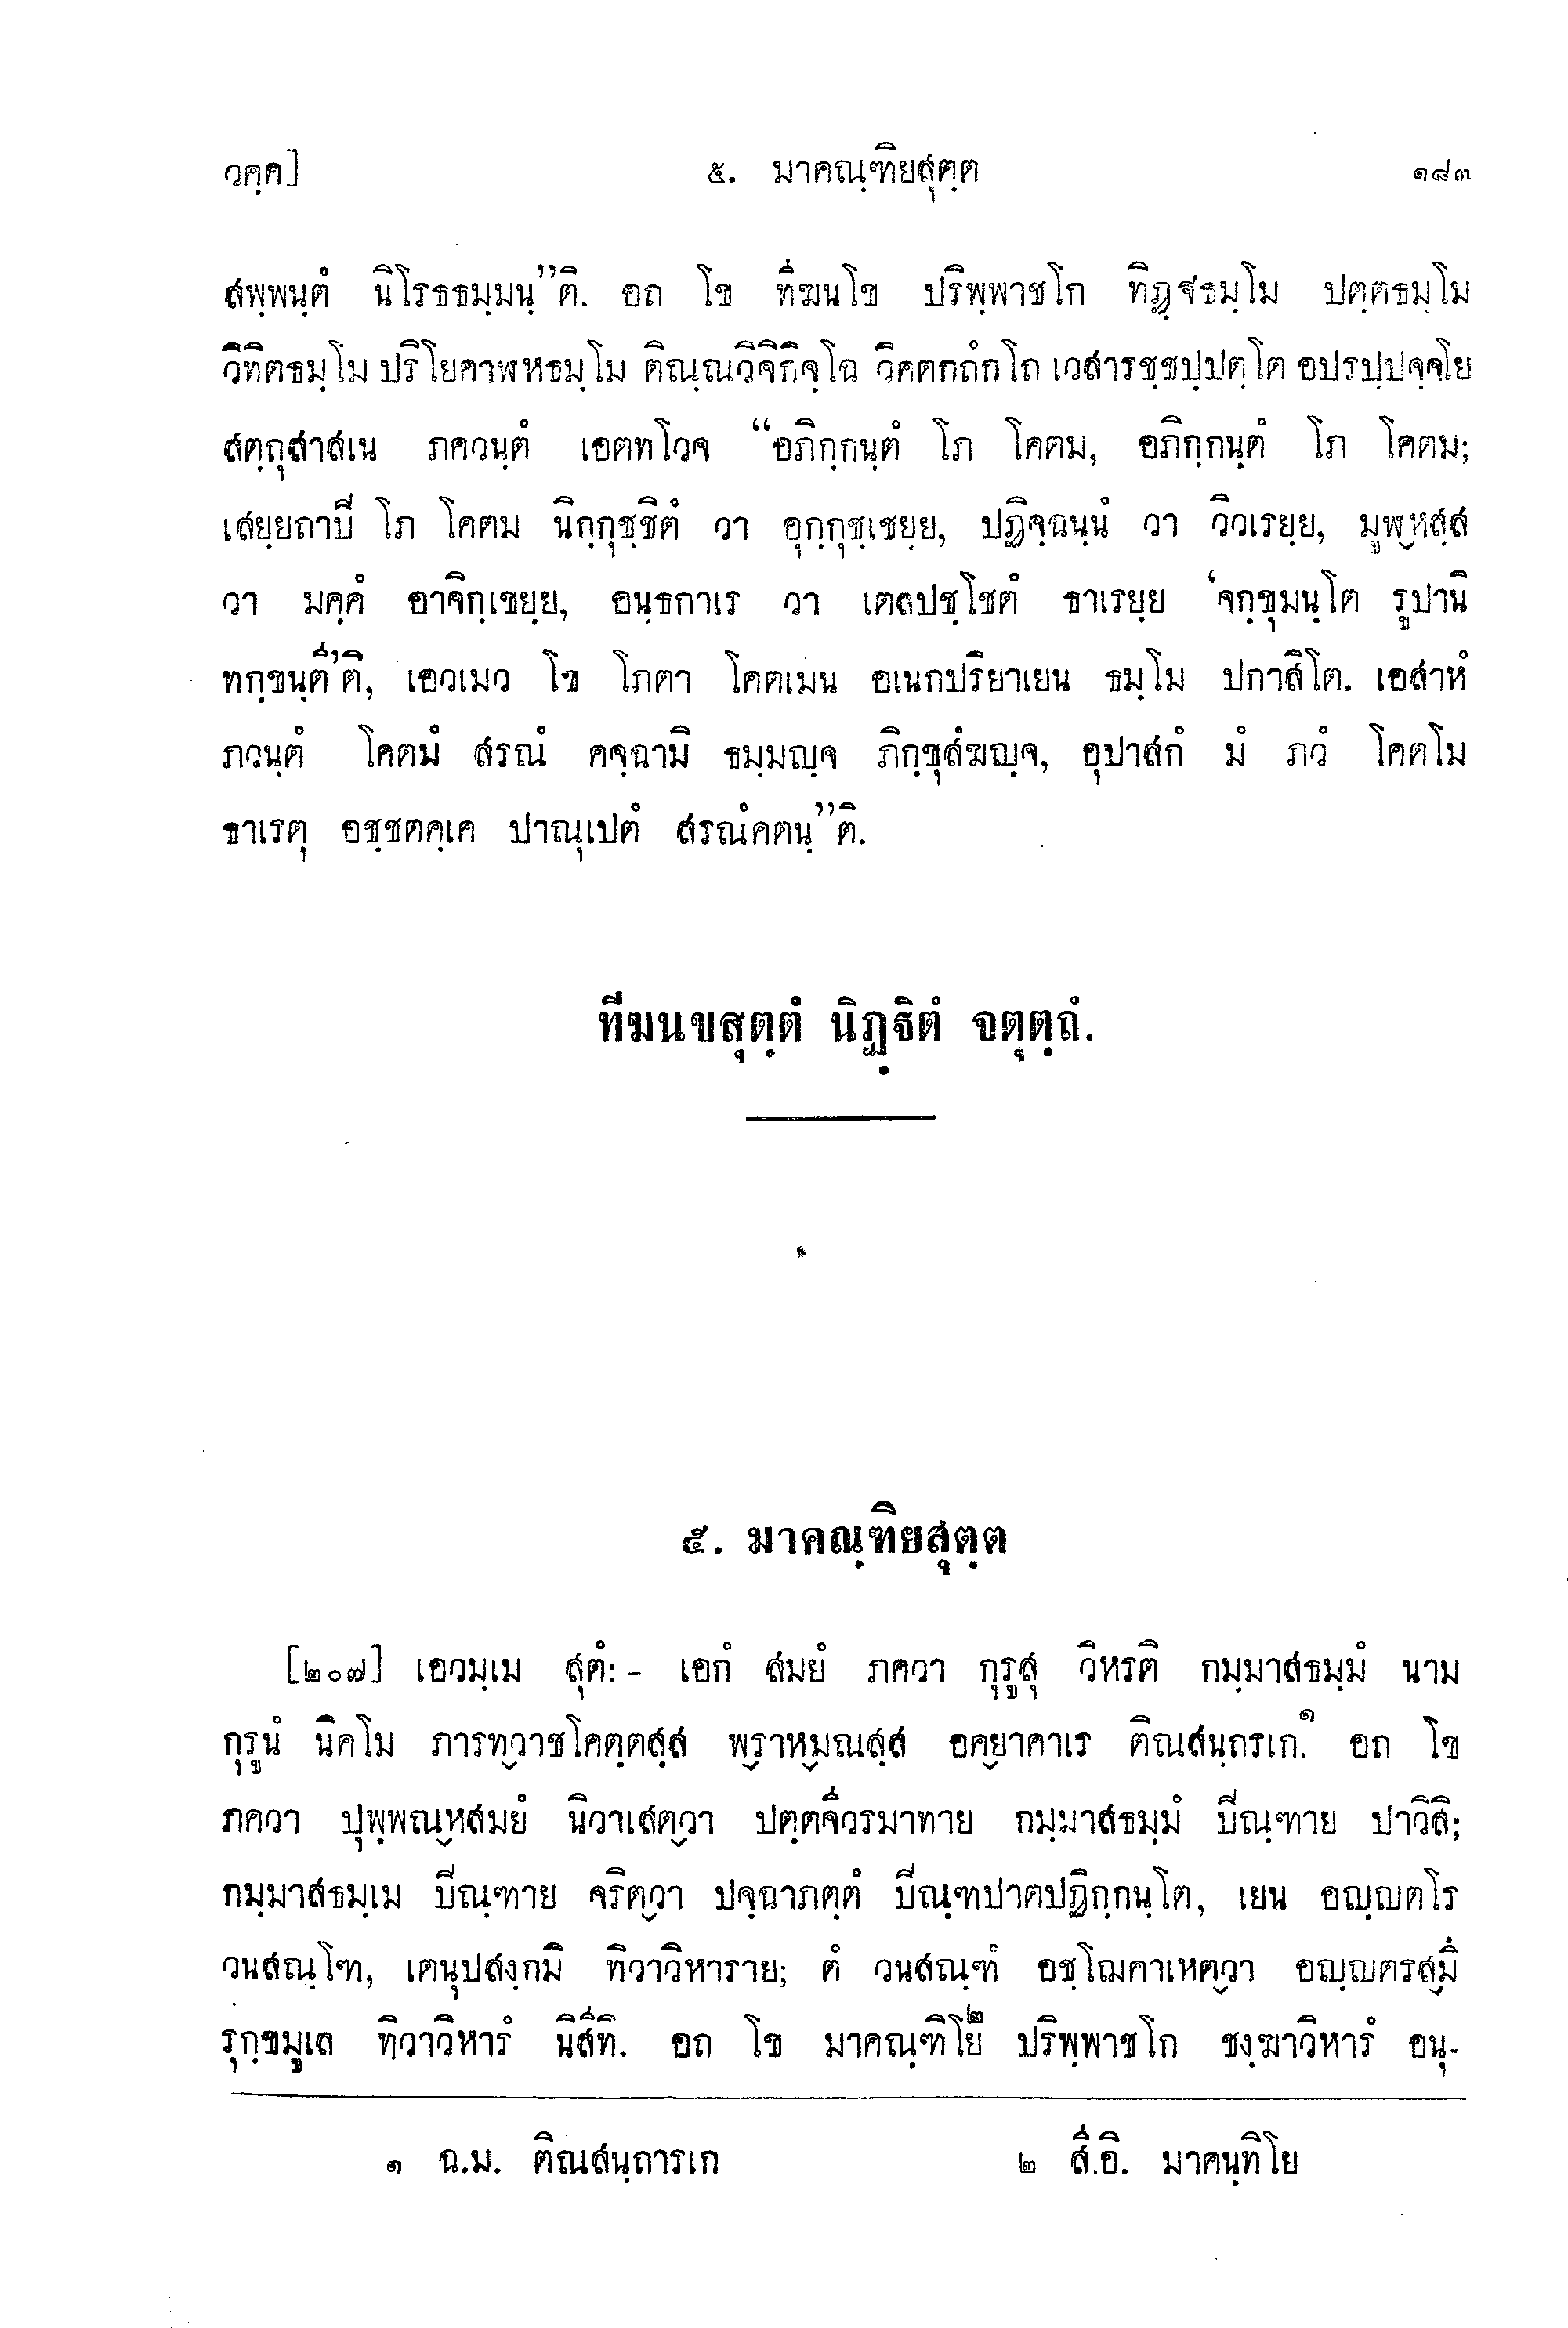 วคฺค]
๕. มาคณฺฑิยสุตฺต
๑๘๓
สพฺพนฺตํ นิโรธธมฺมนฺ”ติ. อถ โข ทีฆนโข ปริพฺพาชโก ทิฏฺฐธมฺโม ปตฺตธมฺโม
วิทิตธมฺโม ปริโยคาฬฺหธมฺโม ติณฺณวิจิกิจฺโฉ วิคตกถํกโถ เวสารชฺชปฺปตฺโต อปรปฺปจฺจโย
สตฺถุสาสเน ภควนฺตํ เอตทโวจ “อภิกฺกนฺตํ โภ โคตม, อภิกฺกนฺตํ โภ โคตม;
เสยฺยถาปิ โภ โคตม นิกฺกุชฺชิตํ วา อุกฺกุชฺเชยฺย, ปฏิจฺฉนฺนํ วา วิวเรยฺย, มูฬฺหสฺส
วา มคฺคํ อาจิกฺเขยฺย, อนฺธกาเร วา เตลปชฺโชตํ ธาเรยฺย ‘จกฺขุมนฺโต รูปานิ
ทกฺขนฺตี’ติ, เอวเมว โข โภตา โคตเมน อเนกปริยาเยน ธมฺโม ปกาสิโต. เอสาหํ
ภวนฺตํ โคตมํ สรณํ คจฺฉามิ ธมฺมญฺจ ภิกฺขุสํฆญฺจ, อุปาสกํ มํ ภวํ โคตโม
ธาเรตุ อชฺชตคฺเค ปาณุเปตํ สรณํคตนฺ”ติ.
ทีฆนขสุตฺตํ นิฏฺฐิตํ จตุตฺถํ.
๕. มาคณฺฑิยสุตฺต
[๒๐๗] เอวมฺเม สุตํ:- เอกํ สมยํ ภควา กุรูสุ วิหรติ กมฺมาสธมฺมํ นาม
กุรูนํ นิคโม ภารทฺวาชโคตฺตสฺส พฺราหฺมณสฺส อคฺยาคาเร ติณสนฺถรเก.๑ อถ โข
ภควา ปุพฺพณฺหสมยํ นิวาเสตฺวา ปตฺตจีวรมาทาย กมฺมาสธมฺมํ ปิณฺฑาย ปาวิสิ;
กมฺมาสธมฺเม ปิณฺฑาย จริตฺวา ปจฺฉาภตฺตํ ปิณฺฑปาตปฏิกฺกนฺโต, เยน อญฺญตโร
วนสณฺโฑ, เตนุปสงฺกมิ ทิวาวิหาราย; ตํ วนสณฺฑํ อชฺโฌคาเหตฺวา อญฺญตรสฺมึ
รุกฺขมูเล ทิวาวิหารํ นิสีทิ. อถ โข มาคณฺฑิโย๒ ปริพฺพาชโก ชงฺฆาวิหารํ อนุ-
๑ ฉ.ม. ติณสนฺถารเก
๒ สี.อิ. มาคนฺทิโย